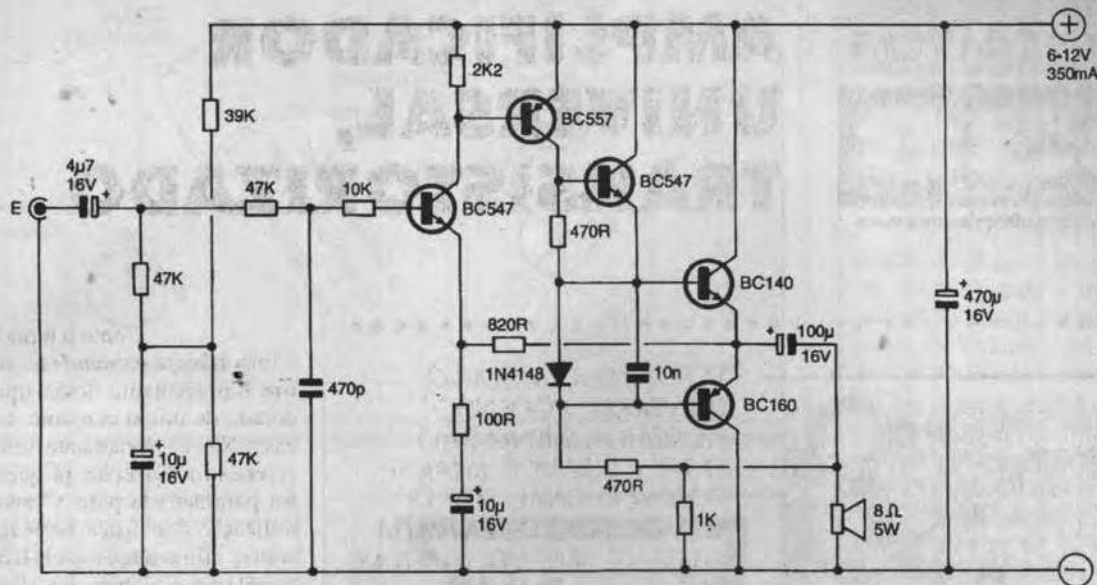 +
6-12V
350mA
2K2
BC557
39K
BC547
4µ7
16V
+
E
47K
10K
BC547
470R
47K
BC140
470µ
16V
+
820R
+
100µ
16V
1N4148
10n
470p
100R
BC160
+
10µ
16V
47K
470R
+
10µ
16V
1K
8Ω
5W
−